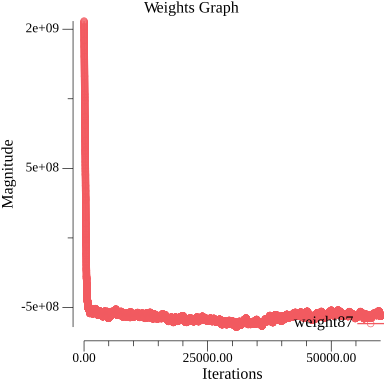 Weights Graph
2e+09
5e+08
-5e+08
Magnitude
weight87
0.00
25000.00
50000.00
Iterations